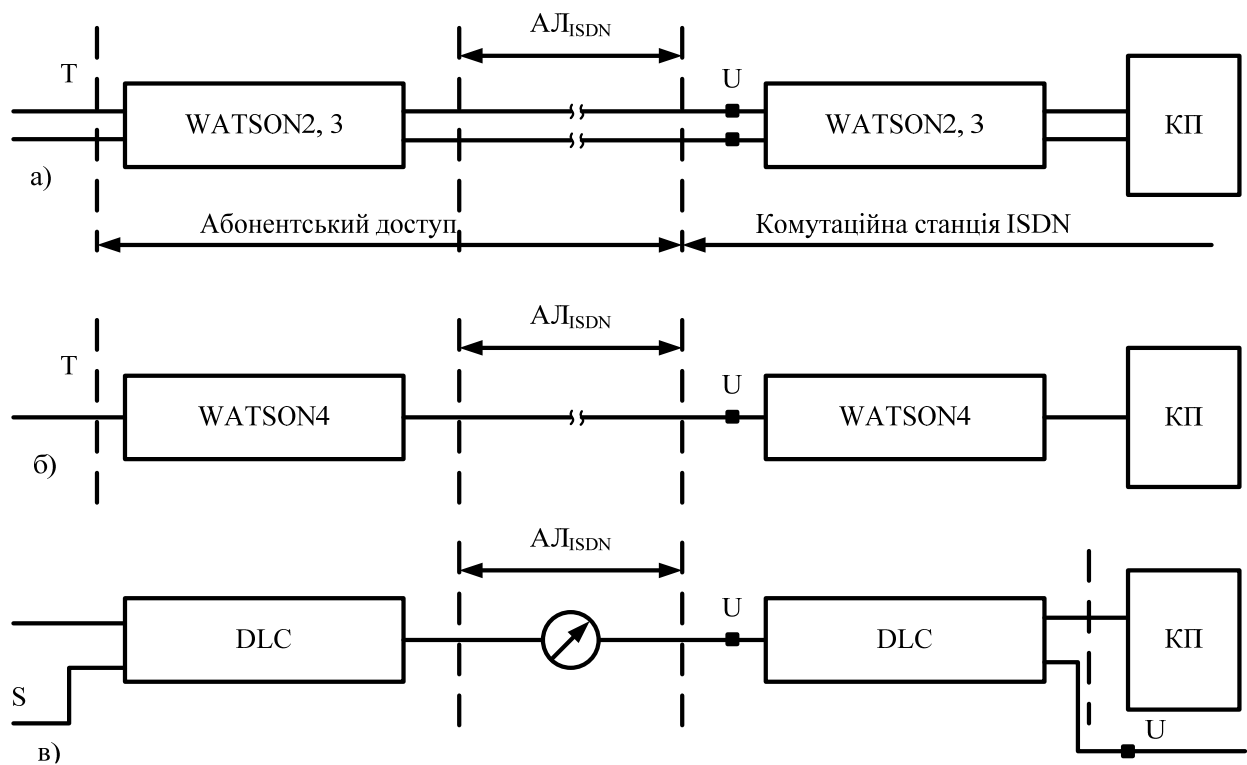 АЛISDN
T
U
WATSON2, 3
WATSON2, 3
КП
а)
Абонентський доступ
Комутаційна станція ISDN
АЛISDN
T
U
WATSON4
WATSON4
КП
б)
АЛISDN
U
DLC
DLC
КП
S
U
в)